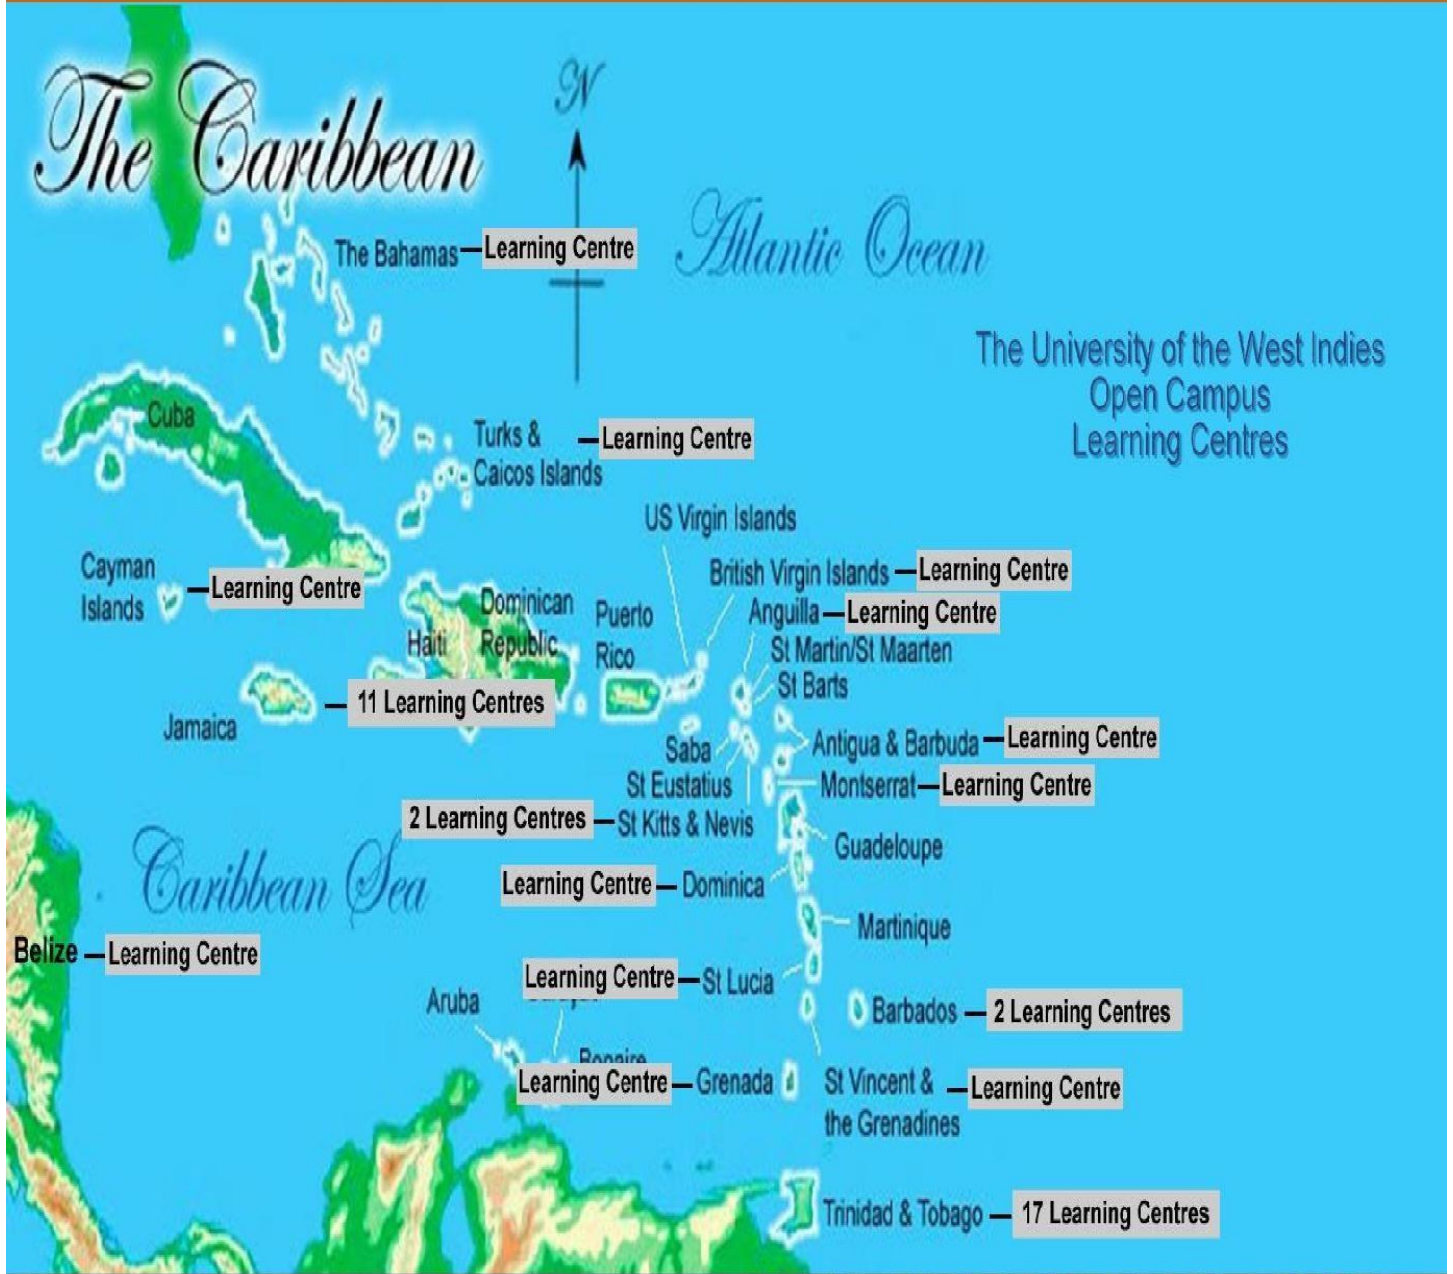 The Caribbean
N
Atlantic Ocean
The Bahamas
Learning Centre
The University of the West Indies
Open Campus
Learning Centres
Cuba
Turks &
Caicos Islands
Learning Centre
US Virgin Islands
Cayman
Islands
Learning Centre
British Virgin Islands
Learning Centre
Anguilla
Learning Centre
Dominican
Republic
Haiti
Puerto
Rico
St Martin/St Maarten
St Barts
Jamaica
11 Learning Centres
Saba
Antigua & Barbuda
Learning Centre
St Eustatius
Montserrat
Learning Centre
2 Learning Centres
St Kitts & Nevis
Guadeloupe
Caribbean Sea
Learning Centre
Dominica
Martinique
Belize
Learning Centre
Learning Centre
St Lucia
Aruba
Barbados
2 Learning Centres
Bonaire
Learning Centre
Grenada
St Vincent &
the Grenadines
Learning Centre
Trinidad & Tobago
17 Learning Centres